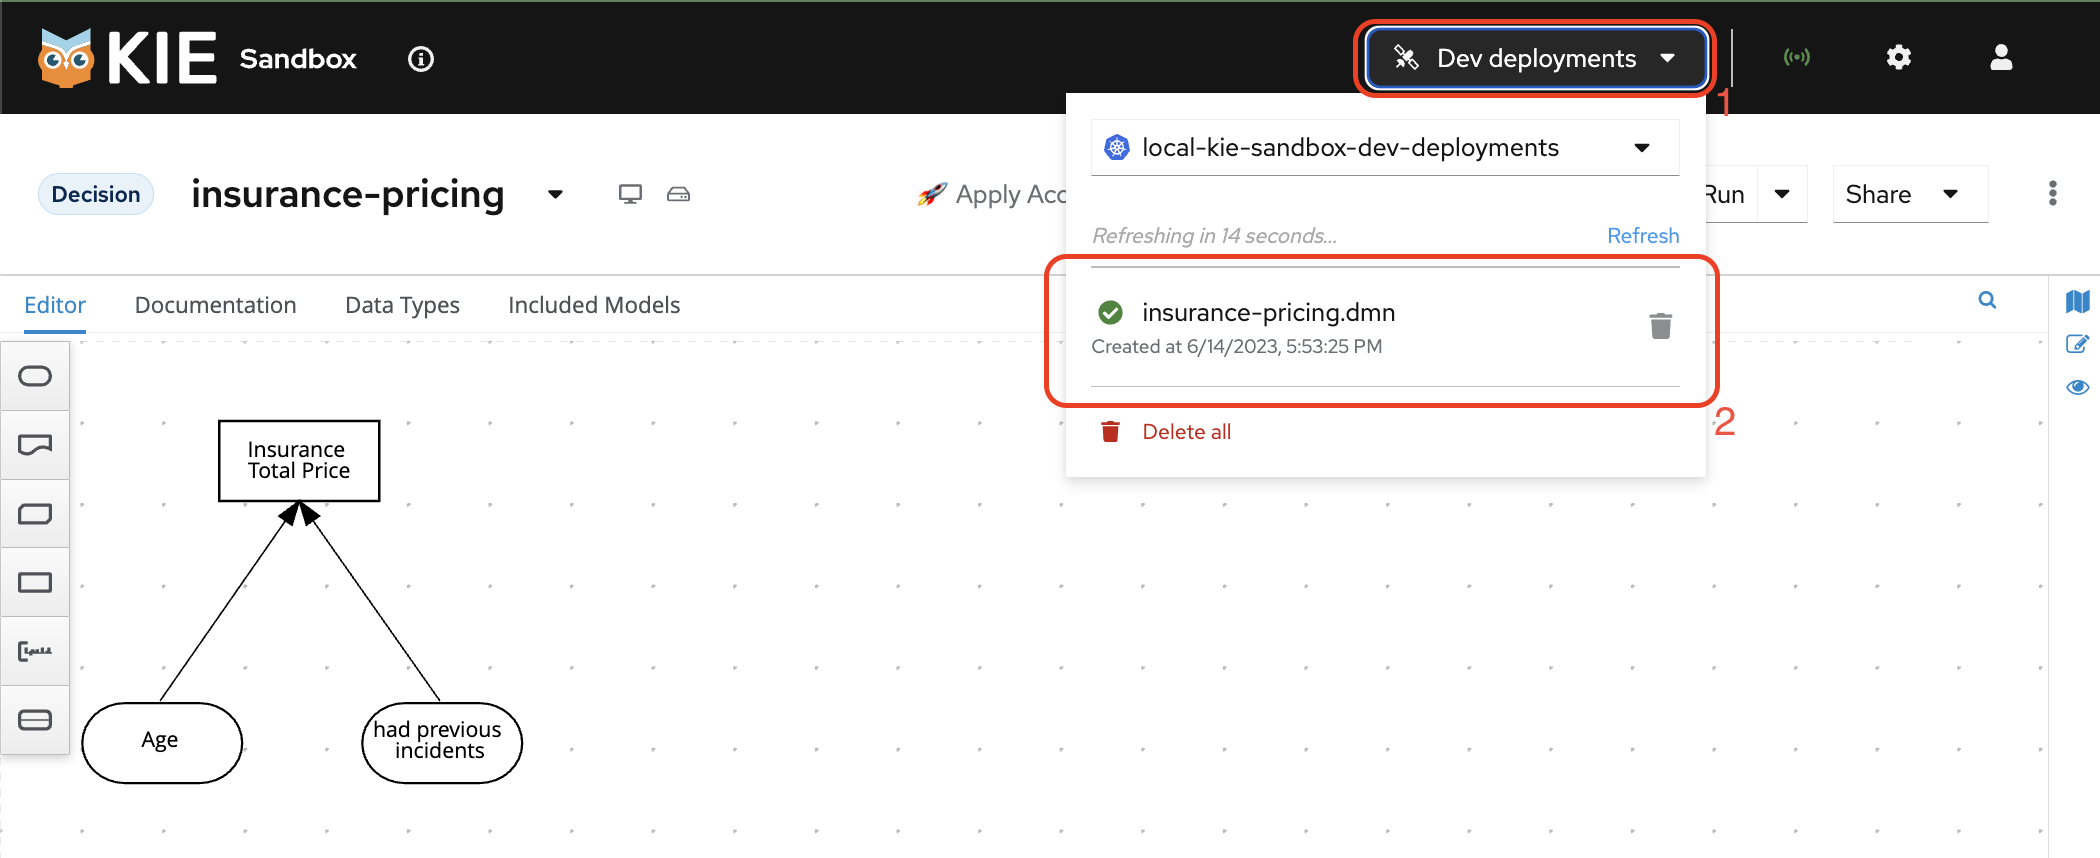 KIE Sandbox
Dev deployments
1
local-kie-sandbox-dev-deployments
Decision
insurance-pricing
Apply Acc
Run
Share
Refreshing in 14 seconds...
Refresh
Editor
Documentation
Data Types
Included Models
insurance-pricing.dmn
Created at 6/14/2023, 5:53:25 PM
2
Delete all
Insurance
Total Price
Age
had previous
incidents